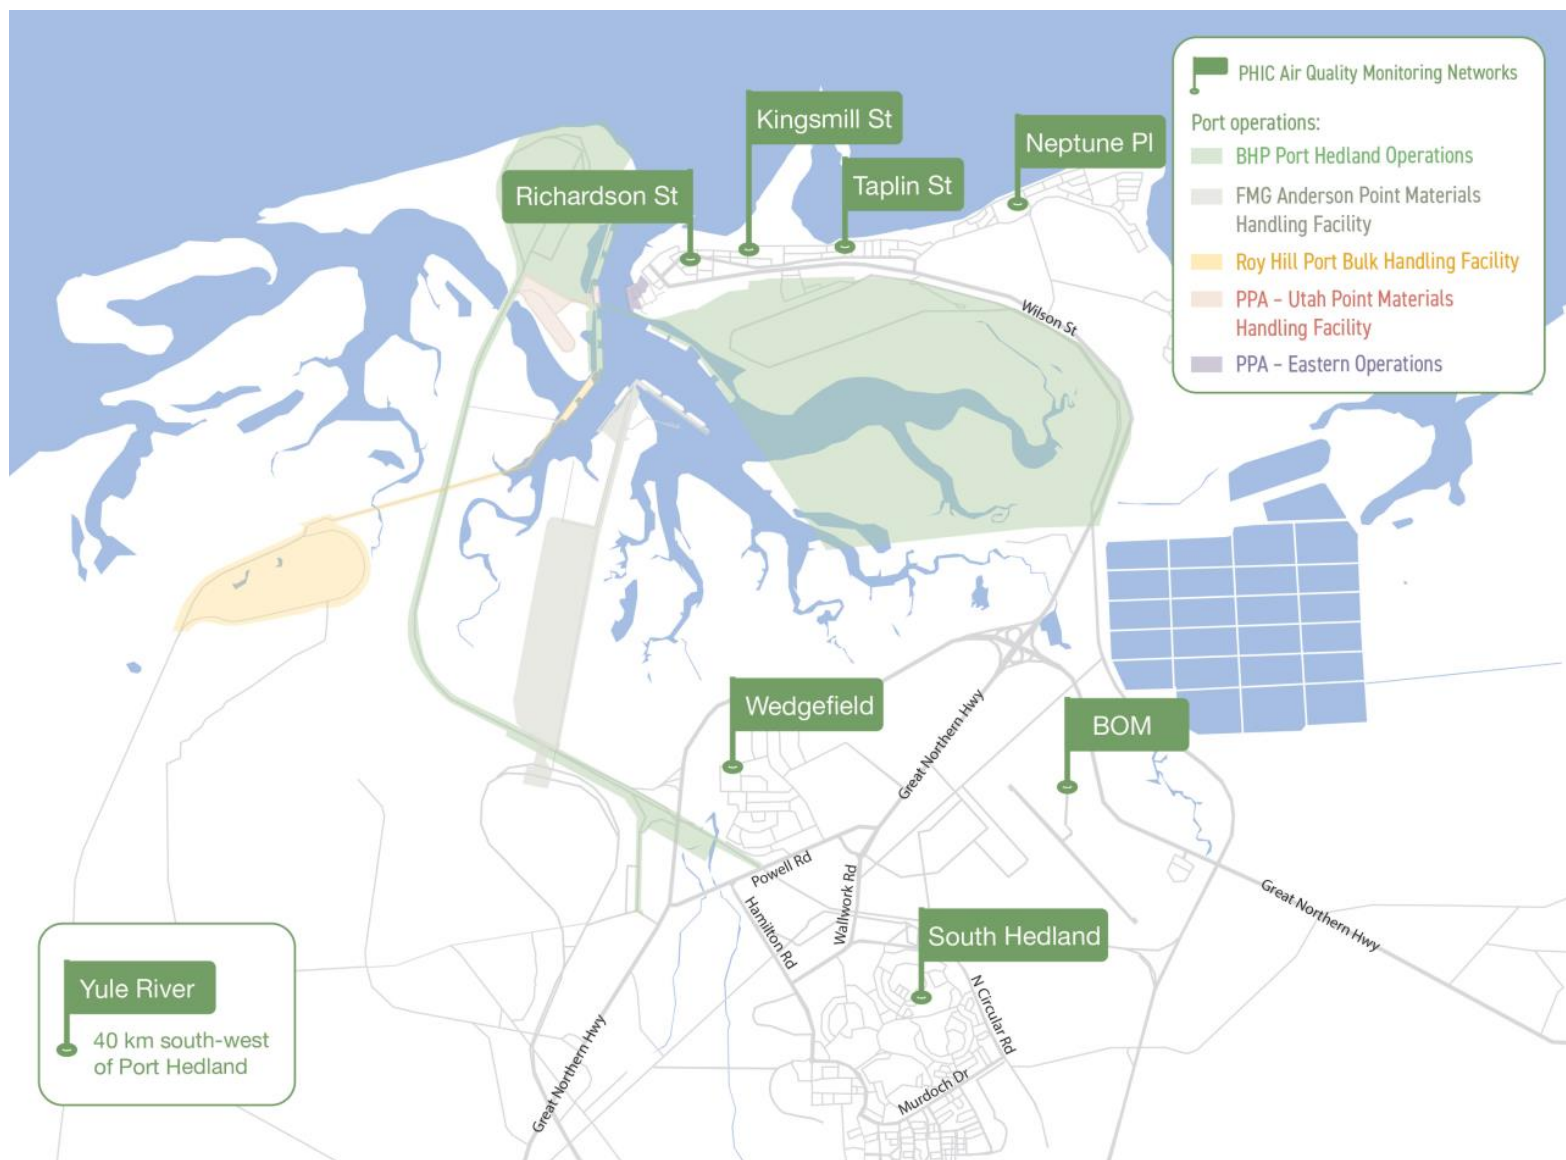 PHIC Air Quality Monitoring Networks
Port operations:
BHP Port Hedland Operations
FMG Anderson Point Materials
Handling Facility
Roy Hill Port Bulk Handling Facility
PPA – Utah Point Materials
Handling Facility
PPA – Eastern Operations
Kingsmill St
Neptune Pl
Taplin St
Richardson St
Wilson St
Wedgefield
Great Northern Hwy
BOM
Powell Rd
Hamilton Rd
Wallwork Rd
Great Northern Hwy
South Hedland
N Circular Rd
Yule River
40 km south-west
of Port Hedland
Great Northern Hwy
Murdoch Dr